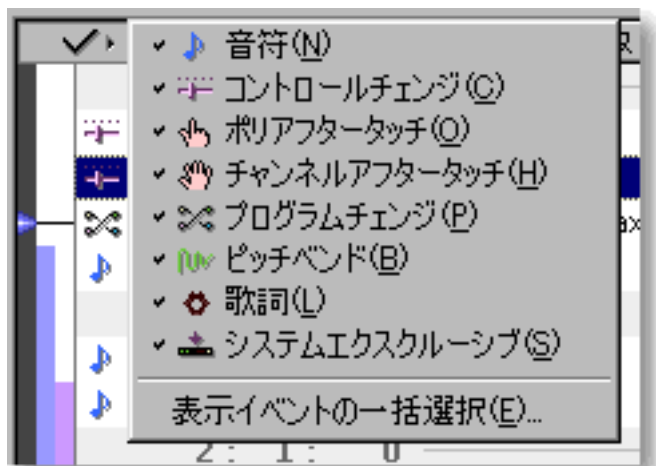 音符(N)
コントロールチェンジ(C)
ポリアフタータッチ(O)
チャンネルアフタータッチ(H)
プログラムチェンジ(P)
ピッチベンド(B)
歌詞(L)
システムエクスクルーシブ(S)
表示イベントの一括選択(E)...
2: 1: 0